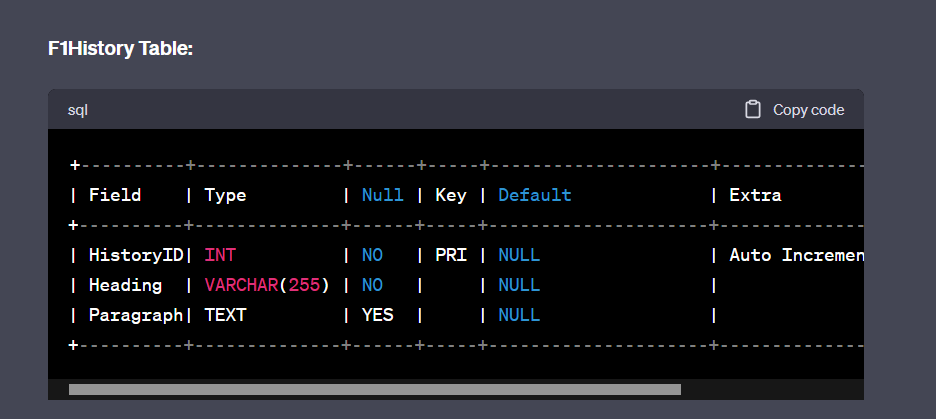 F1History Table:
sql Copy code
+----------+--------------+------+-----+---------------------+--------------
| Field    | Type         | Null | Key | Default             | Extra
+----------+--------------+------+-----+---------------------+--------------
| HistoryID| INT          | NO   | PRI | NULL                | Auto Incremen
| Heading  | VARCHAR(255) | NO   |     | NULL                |
| Paragraph| TEXT         | YES  |     | NULL                |
+----------+--------------+------+-----+---------------------+--------------